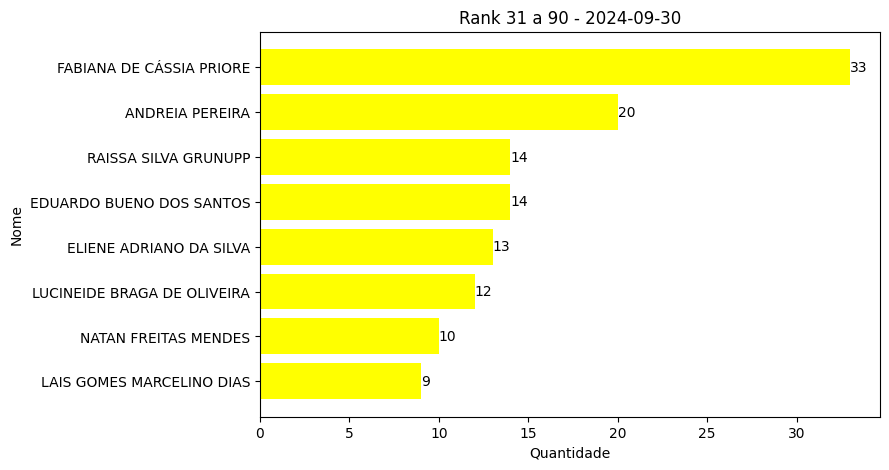 Rank 31 a 90 - 2024-09-30
Nome
FABIANA DE CÁSSIA PRIORE 33
ANDREIA PEREIRA 20
RAISSA SILVA GRUNUPP 14
EDUARDO BUENO DOS SANTOS 14
ELIENE ADRIANO DA SILVA 13
LUCINEIDE BRAGA DE OLIVEIRA 12
NATAN FREITAS MENDES 10
LAIS GOMES MARCELINO DIAS 9
0 5 10 15 20 25 30
Quantidade